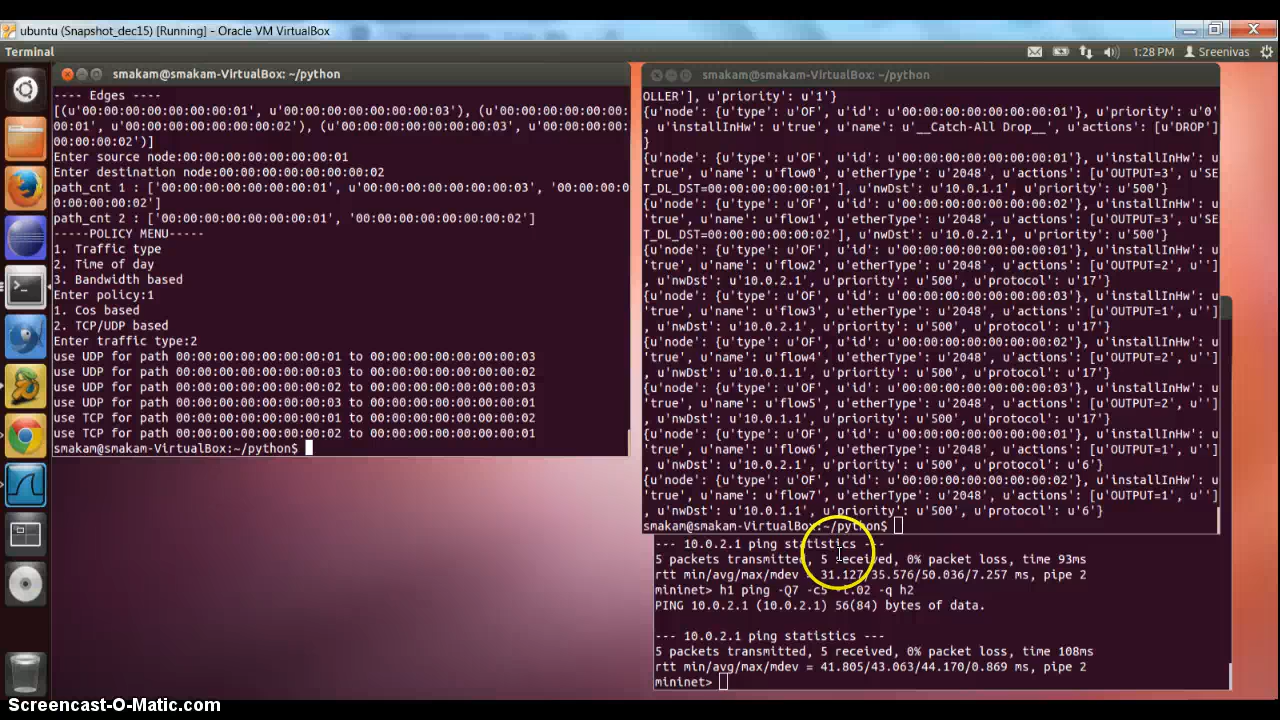 ubuntu (Snapshot_dec15) [Running] - Oracle VM VirtualBox
Terminal
1:28 PM
Sreenivas
smakam@smakam-VirtualBox: ~/python
---- Edges ----
[(u'00:00:00:00:00:00:00:01', u'00:00:00:00:00:00:00:03'), (u'00:00:00:00:00:00:
00:01', u'00:00:00:00:00:00:00:02'), (u'00:00:00:00:00:00:00:03', u'00:00:00:00:
00:00:00:02')]
Enter source node:00:00:00:00:00:00:00:01
Enter destination node:00:00:00:00:00:00:00:02
path_cnt 1 : ['00:00:00:00:00:00:00:01', u'00:00:00:00:00:00:00:03', '00:00:00:0
0:00:00:00:02']
path_cnt 2 : ['00:00:00:00:00:00:00:01', '00:00:00:00:00:00:00:02']
-----POLICY MENU-----
1. Traffic type
2. Time of day
3. Bandwidth based
Enter policy:1
1. Cos based
2. TCP/UDP based
Enter traffic type:2
use UDP for path 00:00:00:00:00:00:00:01 to 00:00:00:00:00:00:00:03
use UDP for path 00:00:00:00:00:00:00:03 to 00:00:00:00:00:00:00:02
use UDP for path 00:00:00:00:00:00:00:02 to 00:00:00:00:00:00:00:03
use UDP for path 00:00:00:00:00:00:00:03 to 00:00:00:00:00:00:00:01
use TCP for path 00:00:00:00:00:00:00:01 to 00:00:00:00:00:00:00:02
use TCP for path 00:00:00:00:00:00:00:02 to 00:00:00:00:00:00:00:01
smakam@smakam-VirtualBox:~/python$
smakam@smakam-VirtualBox: ~/python
OLLER'], u'priority': u'1'}
{u'node': {u'type': u'OF', u'id': u'00:00:00:00:00:00:00:01'}, u'priority': u'0'
, u'installInHw': u'true', u'name': u'__Catch-All Drop__', u'actions': [u'DROP']
}
{u'node': {u'type': u'OF', u'id': u'00:00:00:00:00:00:00:01'}, u'installInHw': u
'true', u'name': u'flow0', u'etherType': u'2048', u'actions': [u'OUTPUT=3', u'SE
T_DL_DST=00:00:00:00:00:01'], u'nwDst': u'10.0.1.1', u'priority': u'500'}
{u'node': {u'type': u'OF', u'id': u'00:00:00:00:00:00:00:02'}, u'installInHw': u
'true', u'name': u'flow1', u'etherType': u'2048', u'actions': [u'OUTPUT=3', u'SE
T_DL_DST=00:00:00:00:00:02'], u'nwDst': u'10.0.2.1', u'priority': u'500'}
{u'node': {u'type': u'OF', u'id': u'00:00:00:00:00:00:00:01'}, u'installInHw': u
'true', u'name': u'flow2', u'etherType': u'2048', u'actions': [u'OUTPUT=2', u'']
, u'nwDst': u'10.0.2.1', u'priority': u'500', u'protocol': u'17'}
{u'node': {u'type': u'OF', u'id': u'00:00:00:00:00:00:00:03'}, u'installInHw': u
'true', u'name': u'flow3', u'etherType': u'2048', u'actions': [u'OUTPUT=1', u'']
, u'nwDst': u'10.0.2.1', u'priority': u'500', u'protocol': u'17'}
{u'node': {u'type': u'OF', u'id': u'00:00:00:00:00:00:00:02'}, u'installInHw': u
'true', u'name': u'flow4', u'etherType': u'2048', u'actions': [u'OUTPUT=2', u'']
, u'nwDst': u'10.0.1.1', u'priority': u'500', u'protocol': u'17'}
{u'node': {u'type': u'OF', u'id': u'00:00:00:00:00:00:00:03'}, u'installInHw': u
'true', u'name': u'flow5', u'etherType': u'2048', u'actions': [u'OUTPUT=2', u'']
, u'nwDst': u'10.0.1.1', u'priority': u'500', u'protocol': u'17'}
{u'node': {u'type': u'OF', u'id': u'00:00:00:00:00:00:00:01'}, u'installInHw': u
'true', u'name': u'flow6', u'etherType': u'2048', u'actions': [u'OUTPUT=1', u'']
, u'nwDst': u'10.0.2.1', u'priority': u'500', u'protocol': u'6'}
{u'node': {u'type': u'OF', u'id': u'00:00:00:00:00:00:00:02'}, u'installInHw': u
'true', u'name': u'flow7', u'etherType': u'2048', u'actions': [u'OUTPUT=1', u'']
, u'nwDst': u'10.0.1.1', u'priority': u'500', u'protocol': u'6'}
smakam@smakam-VirtualBox:~/python$
--- 10.0.2.1 ping statistics ---
5 packets transmitted, 5 received, 0% packet loss, time 93ms
rtt min/avg/max/mdev = 31.127/35.576/50.036/7.257 ms, pipe 2
mininet> h1 ping -Q7 -c5 -i.02 -q h2
PING 10.0.2.1 (10.0.2.1) 56(84) bytes of data.
--- 10.0.2.1 ping statistics ---
5 packets transmitted, 5 received, 0% packet loss, time 108ms
rtt min/avg/max/mdev = 41.805/43.063/44.170/0.869 ms, pipe 2
mininet>
Screencast-O-Matic.com